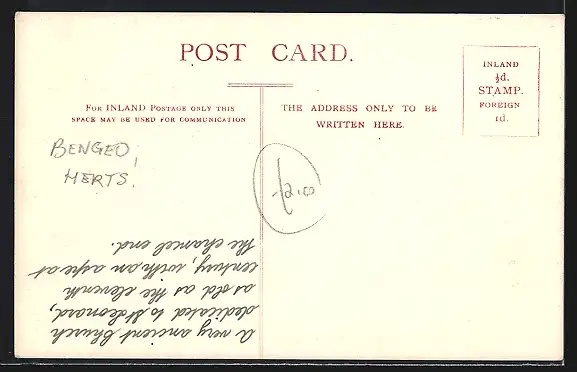 POST CARD.
FOR INLAND POSTAGE ONLY THIS
SPACE MAY BE USED FOR COMMUNICATION
THE ADDRESS ONLY TO BE
WRITTEN HERE.
INLAND
½d.
STAMP.
FOREIGN
1d.
BENGEO,
HERTS.
A very ancient Church
dedicated to St Leonard,
as old as the eleventh
century, with an apse at
the chancel end.